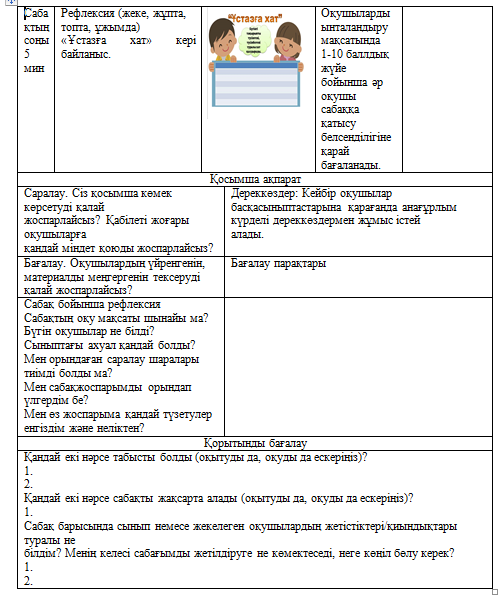 Саба
қтың
соңы
5
мин
Рефлексия (жеке, жұпта,
топта, ұжымда)
«Ұстазға хат» кері
байланыс.
"Ұстазға хат"
Оқушыларды
ынталандыру
мақсатында
1-10 баллдық
жүйе
бойынша әр
оқушы
сабаққа
қатысу
белсенділігіне
қарай
бағаланады.
Қосымша ақпарат
Саралау. Сіз қосымша көмек
көрсетуді қалай
жоспарлайсыз? Қабілеті жоғары
оқушыларға
қандай міндет қоюды жоспарлайсыз?
Дереккөздер: Кейбір оқушылар
басқасыныптастарына қарағанда анағұрлым
күрделі дереккөздермен жұмыс істей
алады.
Бағалау. Оқушылардың үйренгенін,
материалды меңгергенін тексеруді
қалай жоспарлайсыз?
Бағалау парақтары
Сабақ бойынша рефлексия
Сабақтың оқу мақсаты шынайы ма?
Бүгін оқушылар не білді?
Сыныптағы ахуал қандай болды?
Мен орындаған саралау шаралары
тиімді болды ма?
Мен сабақжоспарымды орындап
үлгердім бе?
Мен өз жоспарыма қандай түзетулер
енгіздім және неліктен?
Қорытынды бағалау
Қандай екі нәрсе табысты болды (оқытуды да, оқуды да ескеріңіз)?
1.
2.
Қандай екі нәрсе сабақты жақсарта алады (оқытуды да, оқуды да ескеріңіз)?
1.
Сабақ барысында сынып немесе жекелеген оқушылардың жетістіктері/қиындықтары
туралы не
білдім? Менің келесі сабағымды жетілдіруге не көмектеседі, неге көңіл бөлу керек?
1.
2.